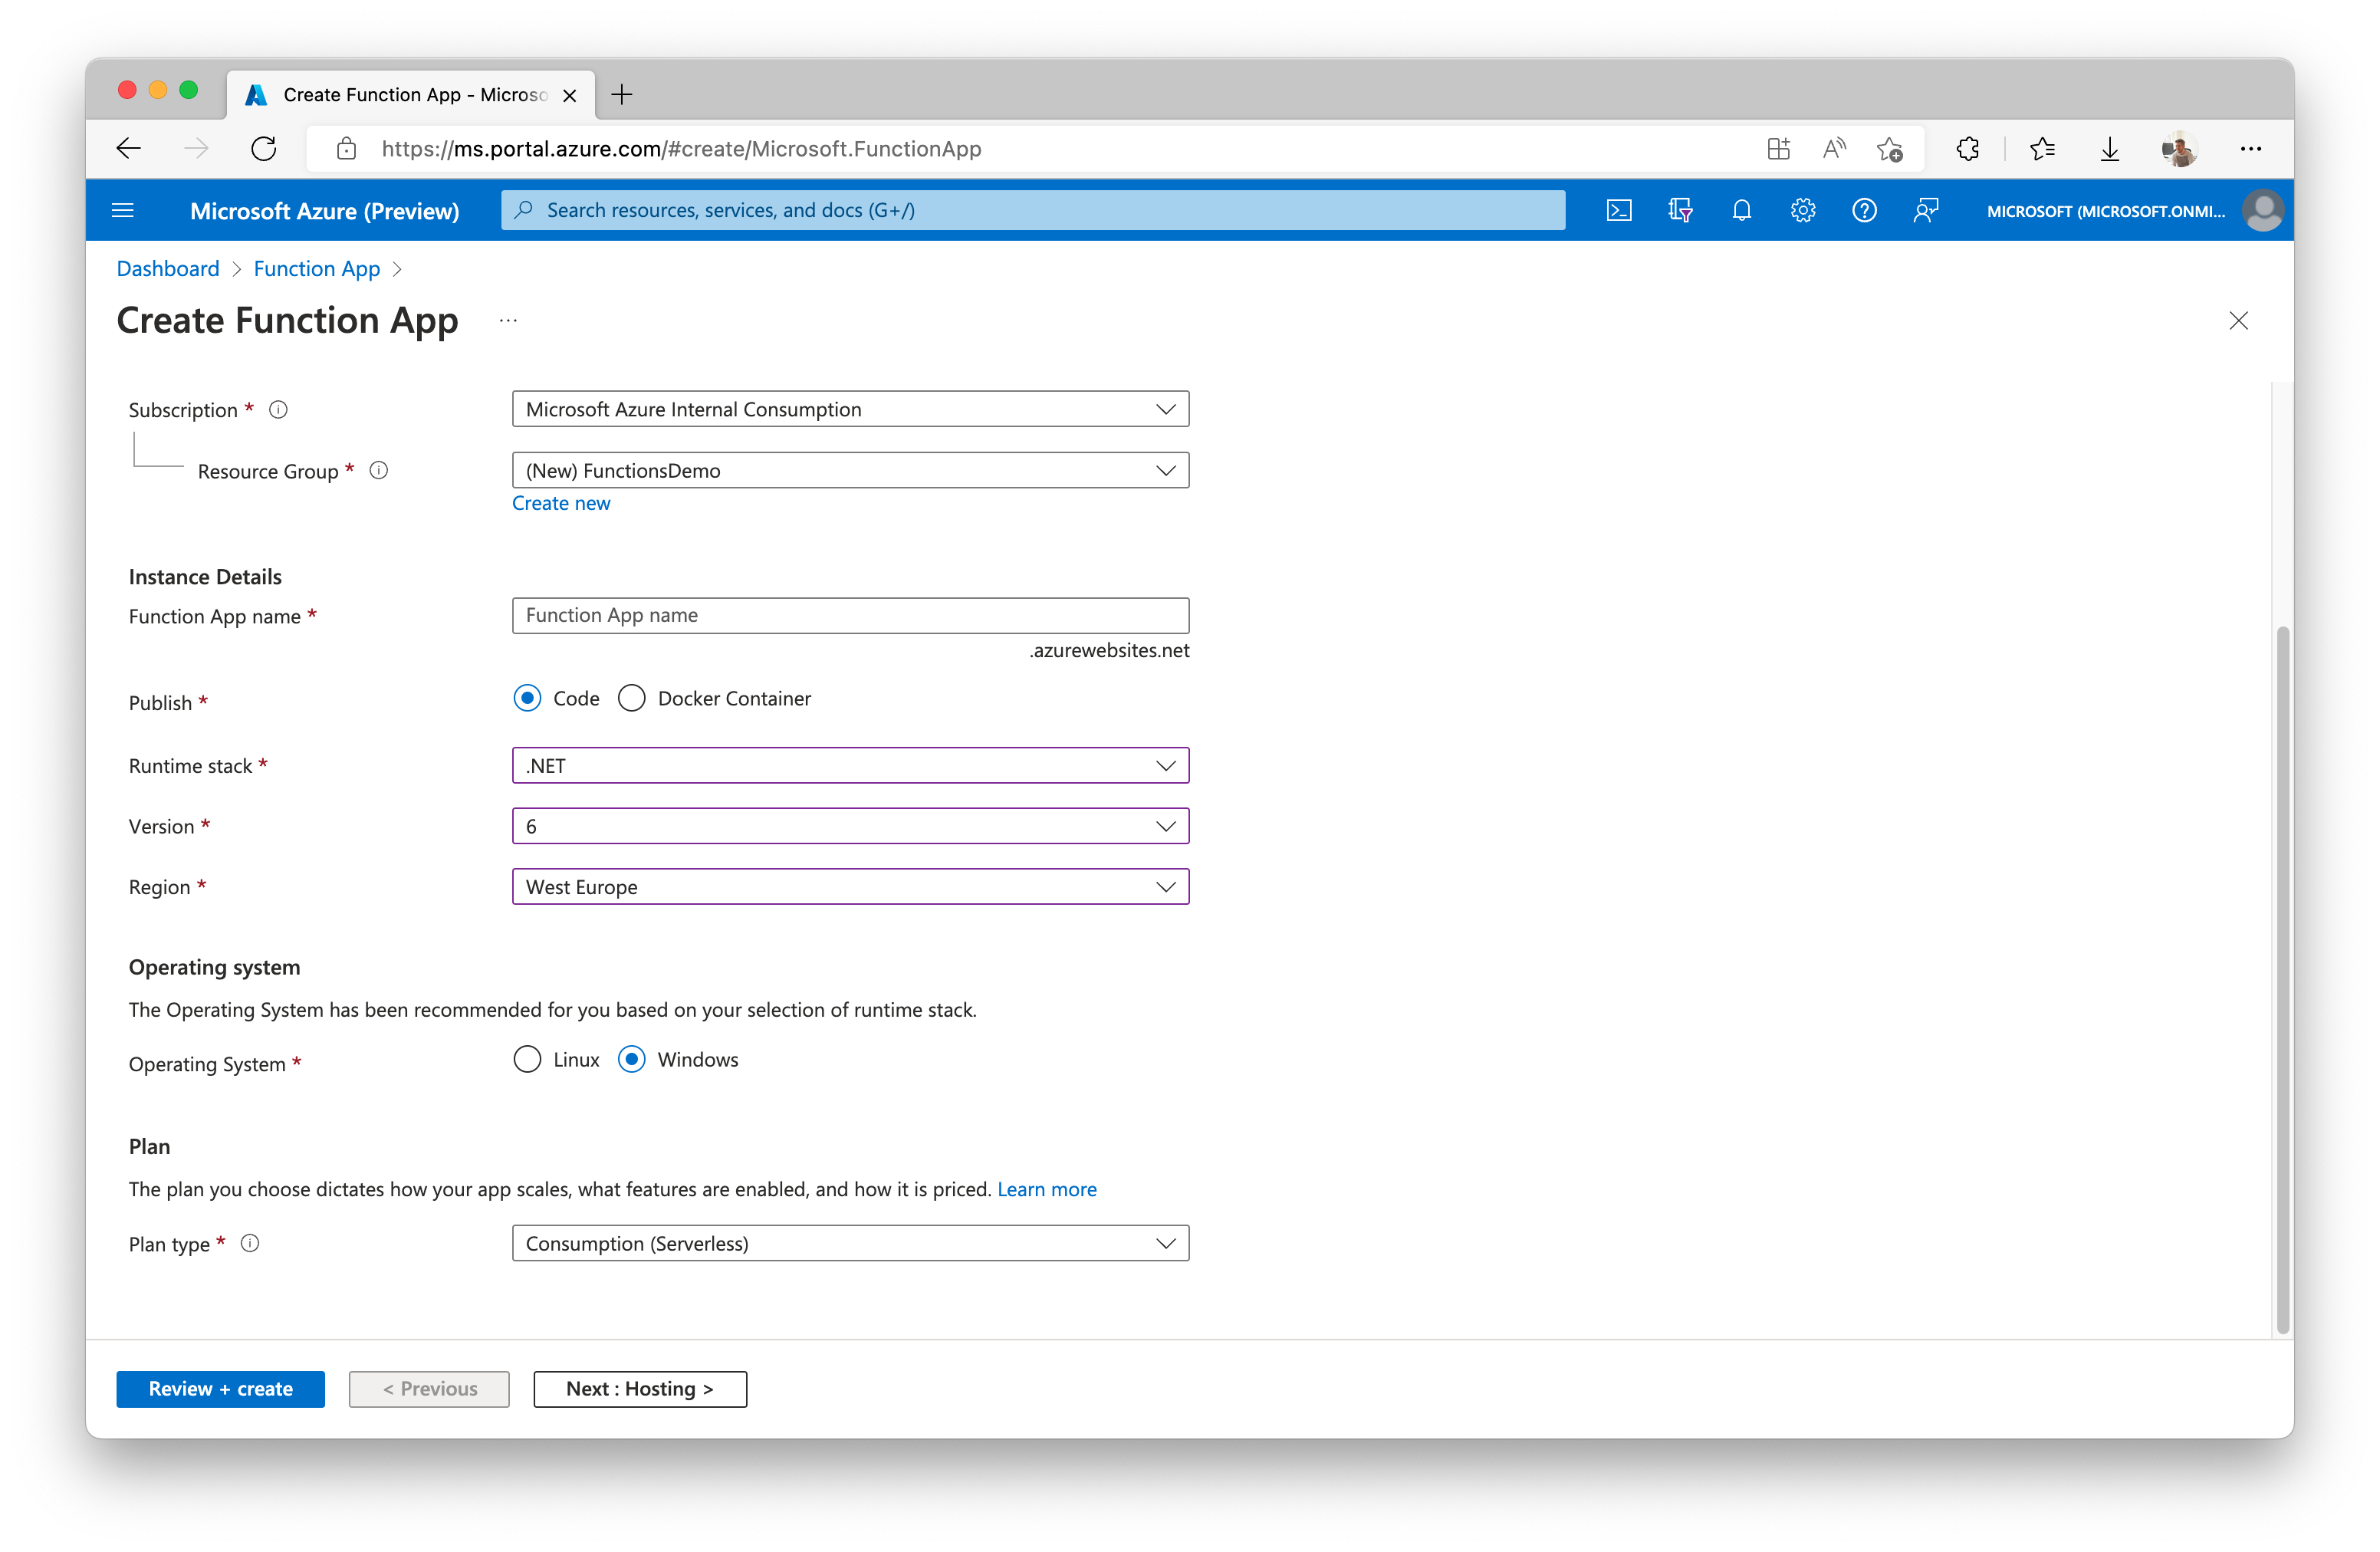 Create Function App - Micros
https://ms.portal.azure.com/#create/Microsoft.FunctionApp
Microsoft Azure (Preview)
Search resources, services, and docs (G+/)
MICROSOFT (MICROSOFT.ONMI...
Dashboard > Function App >
Create Function App ...
Subscription *
Microsoft Azure Internal Consumption
Resource Group *
(New) FunctionsDemo
Create new
Instance Details
Function App name *
Function App name
.azurewebsites.net
Publish *
Code
Docker Container
Runtime stack *
.NET
Version *
6
Region *
West Europe
Operating system
The Operating System has been recommended for you based on your selection of runtime stack.
Operating System *
Linux
Windows
Plan
The plan you choose dictates how your app scales, what features are enabled, and how it is priced. Learn more
Plan type *
Consumption (Serverless)
Review + create
< Previous
Next : Hosting >